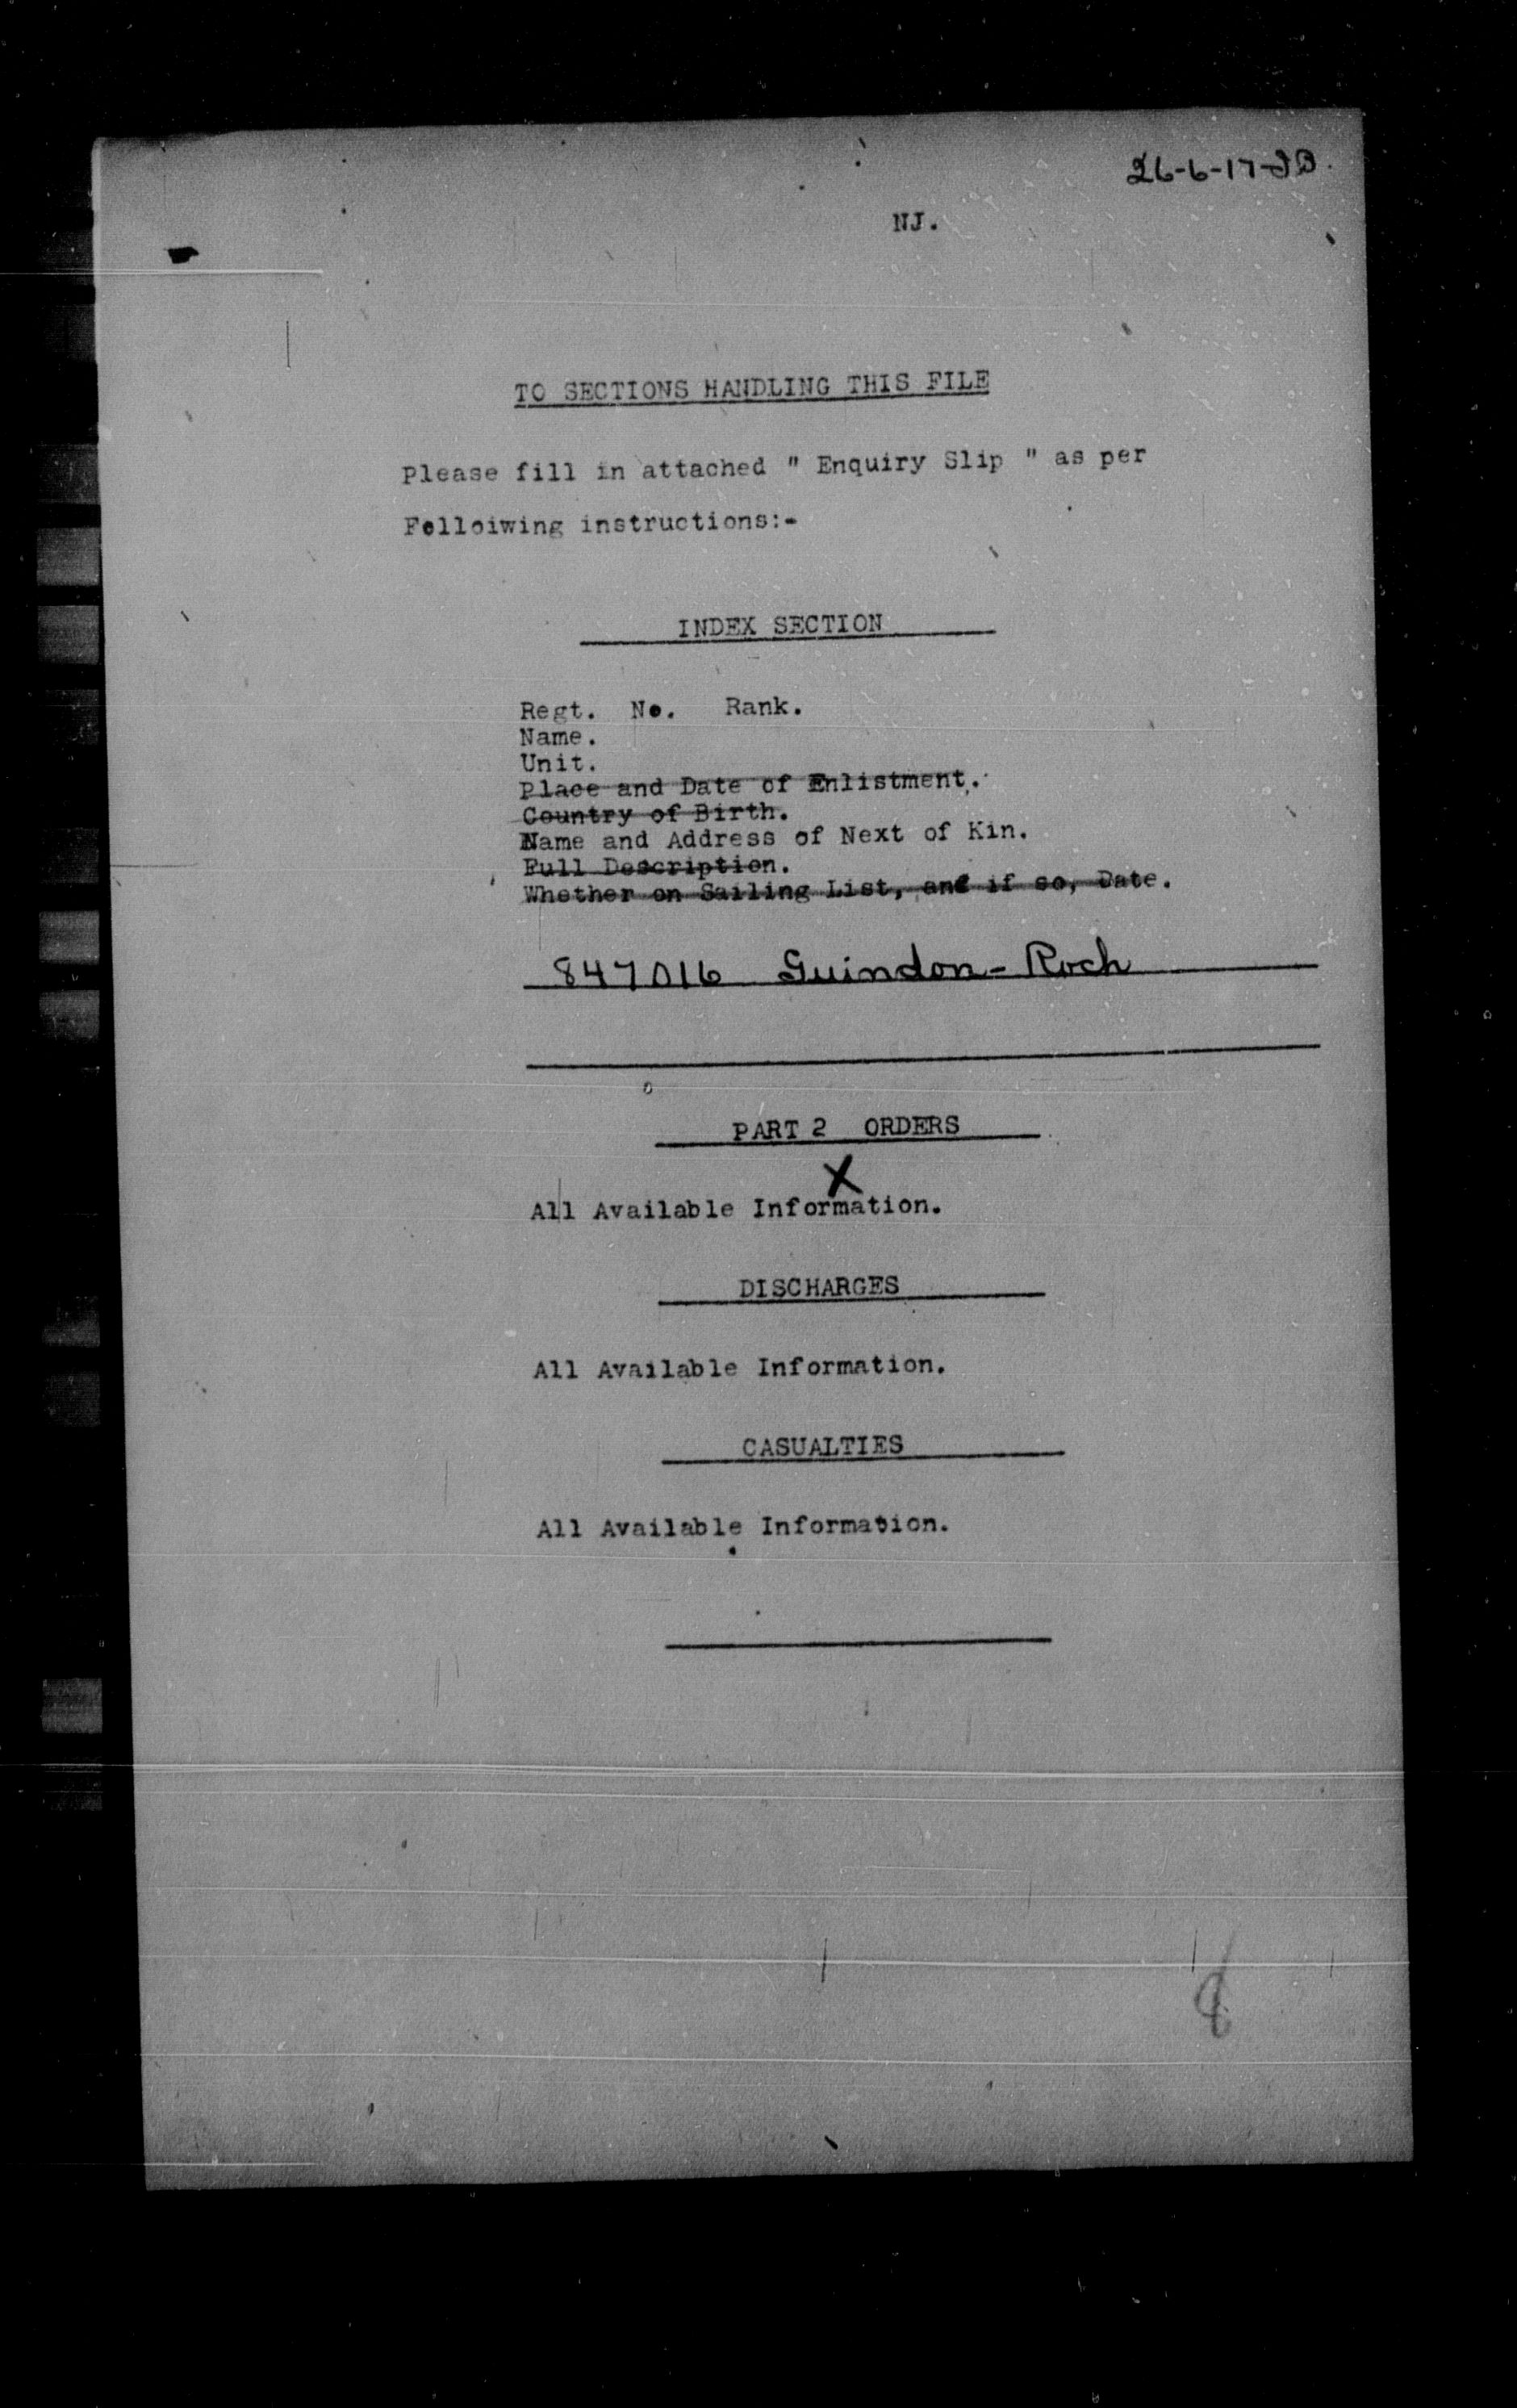 26-6-17-JB.
NJ.
TO SECTIONS HANDLING THIS FILE
Please fill in attached " Enquiry Slip " as per
Folloiwing instructions:-
INDEX SECTION
Regt. No. Rank.
Name.
Unit.
Place and Date of Enlistment.
Country of Birth.
Name and Address of Next of Kin.
Full Description.
Whether on Sailing List, and if so, Date.
847016 Guindon - Roch
PART 2 ORDERS
X
All Available Information.
DISCHARGES
All Available Information.
CASUALTIES
All Available Information.